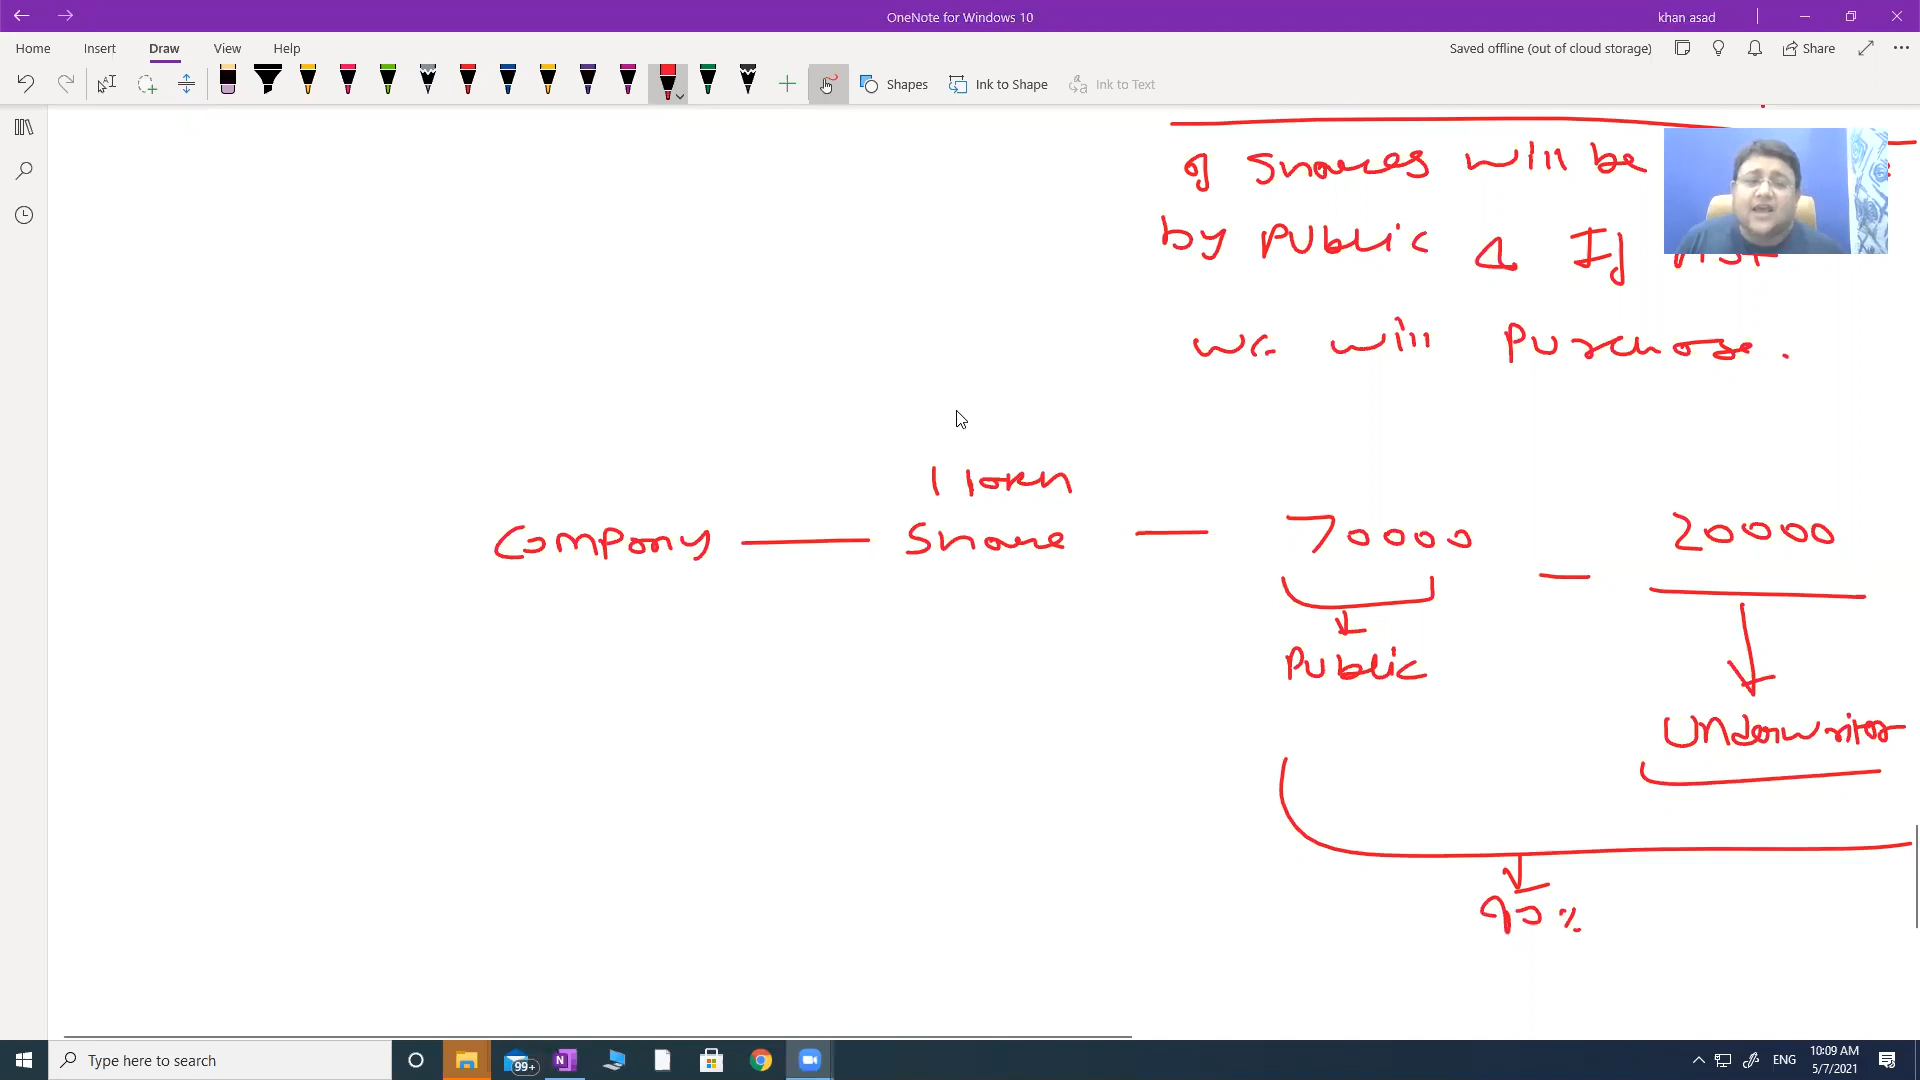 OneNote for Windows 10
khan asad
Home Insert Draw View Help
Saved offline (out of cloud storage)
Share
Shapes
Ink to Shape
Ink to Text
of shares will be
by Public & If
we will Purchase.
1 lakh
Company — Share — 70000 — 20000
Public
Underwriter
90%
Type here to search
99+
ENG
10:09 AM
5/7/2021